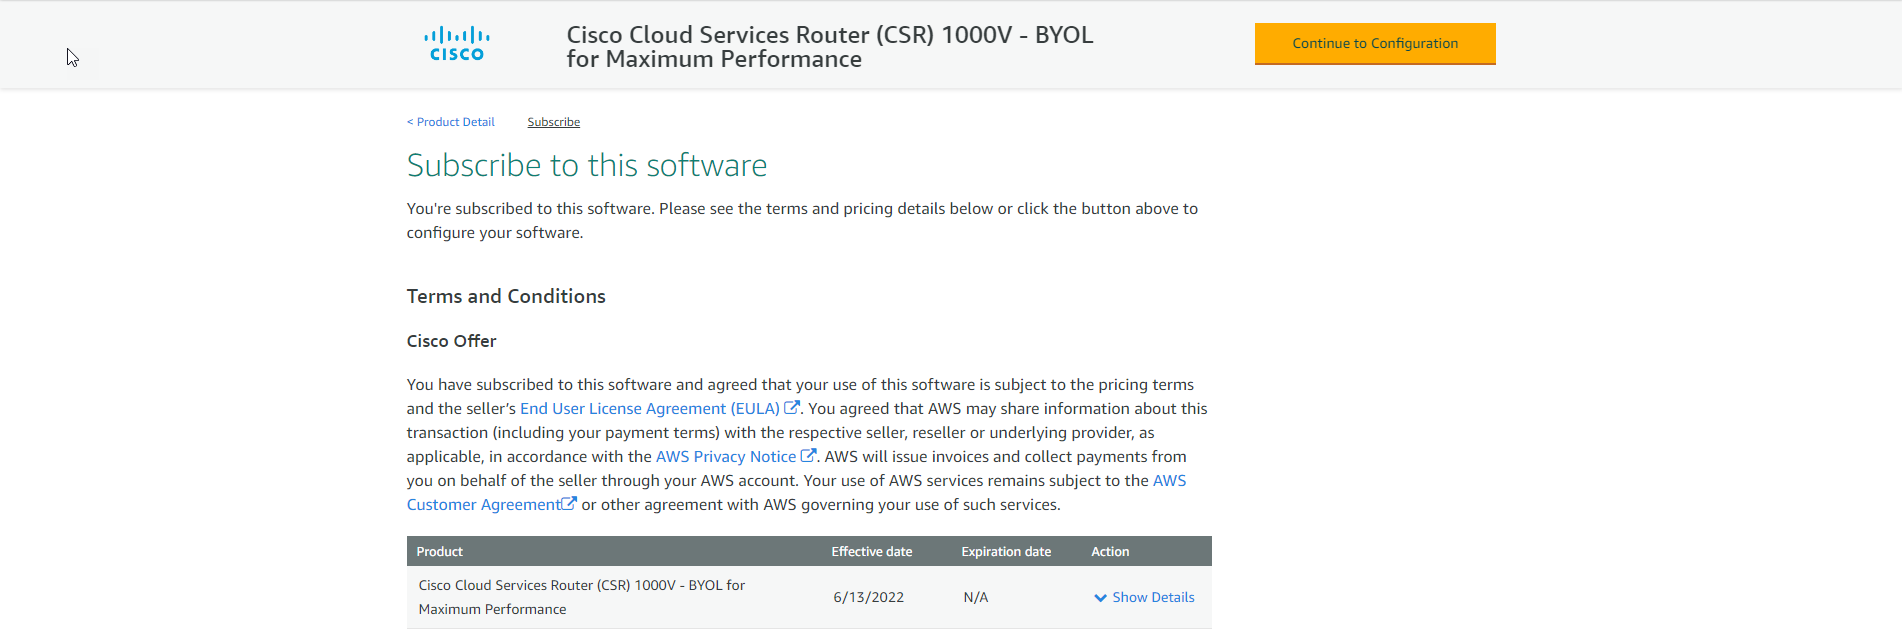 CISCO
Cisco Cloud Services Router (CSR) 1000V - BYOL
for Maximum Performance
Continue to Configuration
< Product Detail
Subscribe
Subscribe to this software
You're subscribed to this software. Please see the terms and pricing details below or click the button above to
configure your software.
Terms and Conditions
Cisco Offer
You have subscribed to this software and agreed that your use of this software is subject to the pricing terms
and the seller’s End User License Agreement (EULA) . You agreed that AWS may share information about this
transaction (including your payment terms) with the respective seller, reseller or underlying provider, as
applicable, in accordance with the AWS Privacy Notice . AWS will issue invoices and collect payments from
you on behalf of the seller through your AWS account. Your use of AWS services remains subject to the AWS
Customer Agreement or other agreement with AWS governing your use of such services.
Product Effective date Expiration date Action
Cisco Cloud Services Router (CSR) 1000V - BYOL for
Maximum Performance
6/13/2022 N/A Show Details